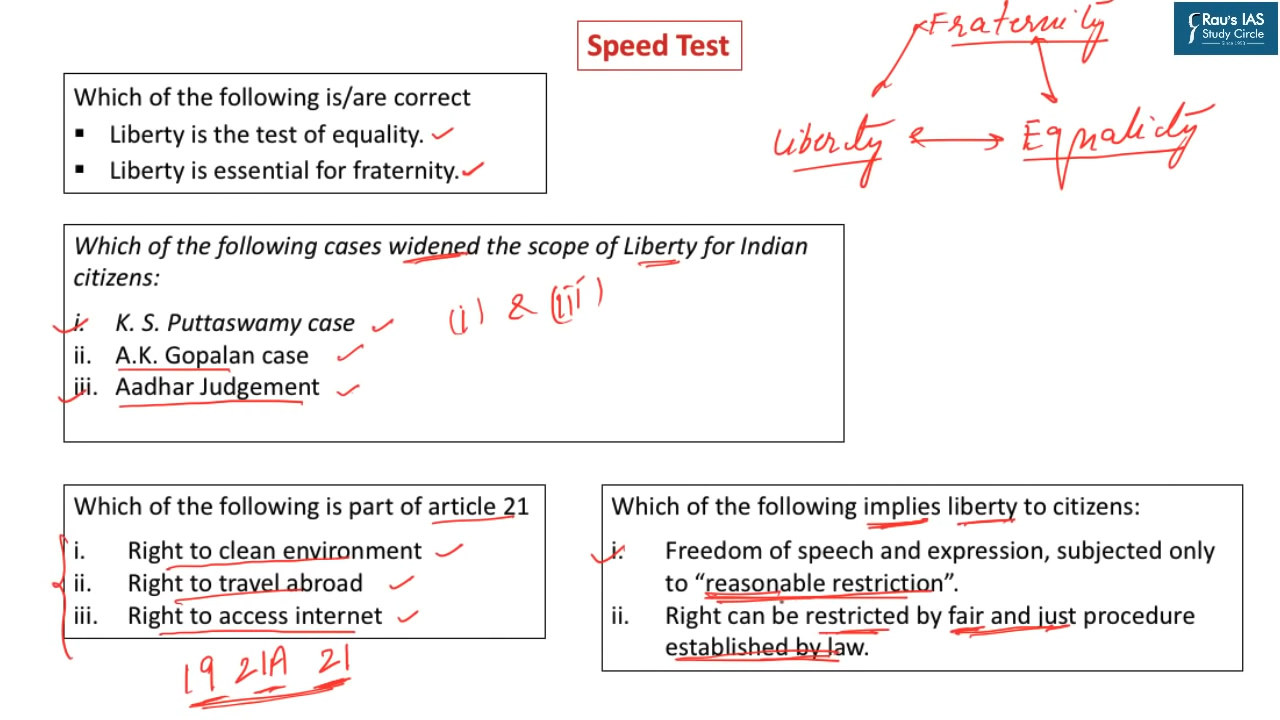 Speed Test
Fraternity
Rau's IAS
Study Circle
Since 1953
Which of the following is/are correct
▪ Liberty is the test of equality.
▪ Liberty is essential for fraternity.
Liberty
Equality
Which of the following cases widened the scope of Liberty for Indian
citizens:
i. K. S. Puttaswamy case
ii. A.K. Gopalan case
iii. Aadhar Judgement
(i) & (iii)
Which of the following is part of article 21
i. Right to clean environment
ii. Right to travel abroad
iii. Right to access internet
19 21A 21
Which of the following implies liberty to citizens:
i. Freedom of speech and expression, subjected only
to “reasonable restriction”.
ii. Right can be restricted by fair and just procedure
established by law.